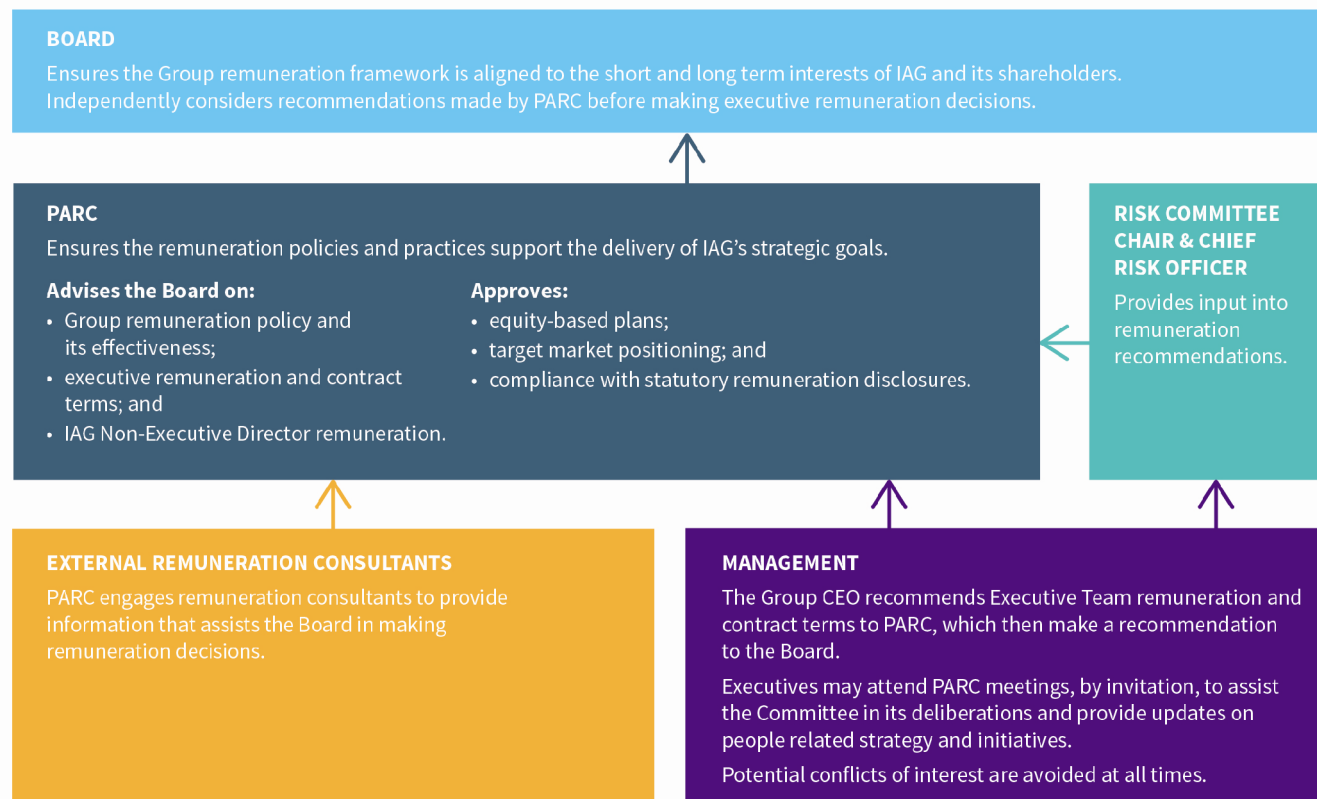 BOARD
Ensures the Group remuneration framework is aligned to the short and long term interests of IAG and its shareholders.
Independently considers recommendations made by PARC before making executive remuneration decisions.
PARC
Ensures the remuneration policies and practices support the delivery of IAG’s strategic goals.
Advises the Board on:
• Group remuneration policy and
its effectiveness;
• executive remuneration and contract
terms; and
• IAG Non-Executive Director remuneration.
Approves:
• equity-based plans;
• target market positioning; and
• compliance with statutory remuneration disclosures.
RISK COMMITTEE
CHAIR & CHIEF
RISK OFFICER
Provides input into
remuneration
recommendations.
EXTERNAL REMUNERATION CONSULTANTS
PARC engages remuneration consultants to provide
information that assists the Board in making
remuneration decisions.
MANAGEMENT
The Group CEO recommends Executive Team remuneration and
contract terms to PARC, which then make a recommendation
to the Board.
Executives may attend PARC meetings, by invitation, to assist
the Committee in its deliberations and provide updates on
people related strategy and initiatives.
Potential conflicts of interest are avoided at all times.